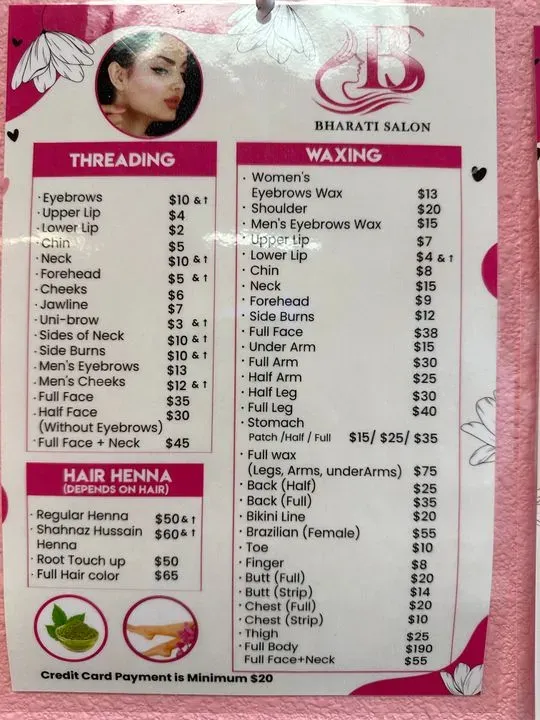 BS
BHARATI SALON
THREADING
· Eyebrows $10 & ↑
· Upper Lip $4
· Lower Lip $2
· Chin $5
· Neck $10 & ↑
· Forehead $5 & ↑
· Cheeks $6
· Jawline $7
· Uni-brow $3 & ↑
· Sides of Neck $10 & ↑
· Side Burns $10 & ↑
· Men's Eyebrows $13
· Men's Cheeks $12 & ↑
· Full Face $35
· Half Face $30
(Without Eyebrows)
· Full Face + Neck $45
HAIR HENNA
(DEPENDS ON HAIR)
· Regular Henna $50 & ↑
· Shahnaz Hussain $60 & ↑
Henna
· Root Touch up $50
· Full Hair color $65
WAXING
· Women's
Eyebrows Wax $13
· Shoulder $20
· Men's Eyebrows Wax $15
· Upper Lip $7
· Lower Lip $4 & ↑
· Chin $8
· Neck $15
· Forehead $9
· Side Burns $12
· Full Face $38
· Under Arm $15
· Full Arm $30
· Half Arm $25
· Half Leg $30
· Full Leg $40
· Stomach
Patch /Half / Full $15/ $25/ $35
· Full wax
(Legs, Arms, underArms) $75
· Back (Half) $25
· Back (Full) $35
· Bikini Line $20
· Brazilian (Female) $55
· Toe $10
· Finger $8
· Butt (Full) $20
· Butt (Strip) $14
· Chest (Full) $20
· Chest (Strip) $10
· Thigh $25
· Full Body $190
Full Face+Neck $55
Credit Card Payment is Minimum $20